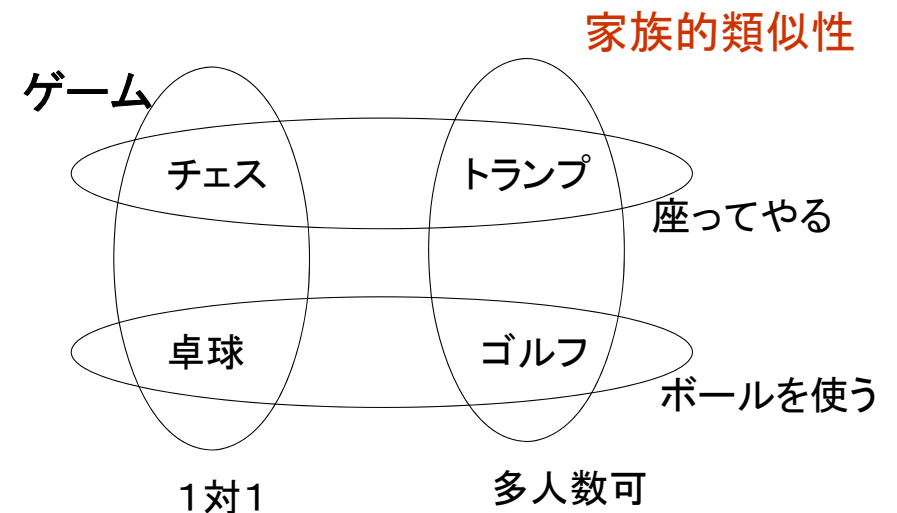 家族的類似性
ゲーム
チェス
トランプ
座ってやる
卓球
ゴルフ
ボールを使う
１対１
多人数可